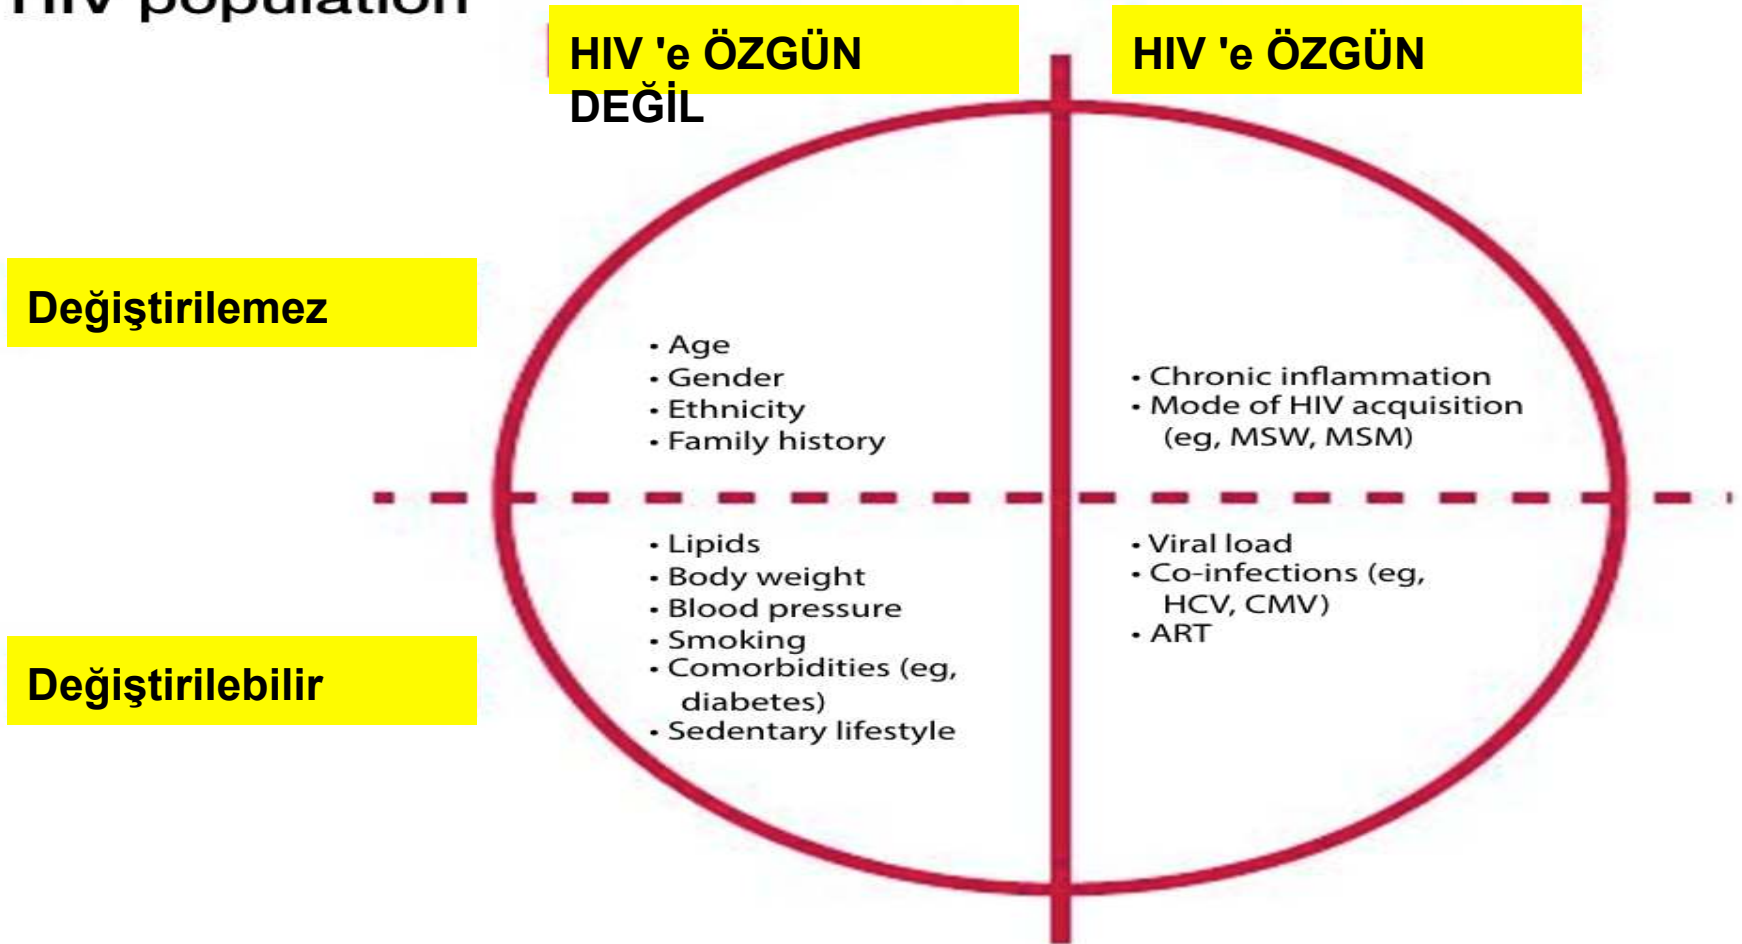 HIV population
HIV 'e ÖZGÜN
DEĞİL
HIV 'e ÖZGÜN
Değiştirilemez
• Age
• Gender
• Ethnicity
• Family history
• Chronic inflammation
• Mode of HIV acquisition
(eg, MSW, MSM)
Değiştirilebilir
• Lipids
• Body weight
• Blood pressure
• Smoking
• Comorbidities (eg,
diabetes)
• Sedentary lifestyle
• Viral load
• Co-infections (eg,
HCV, CMV)
• ART